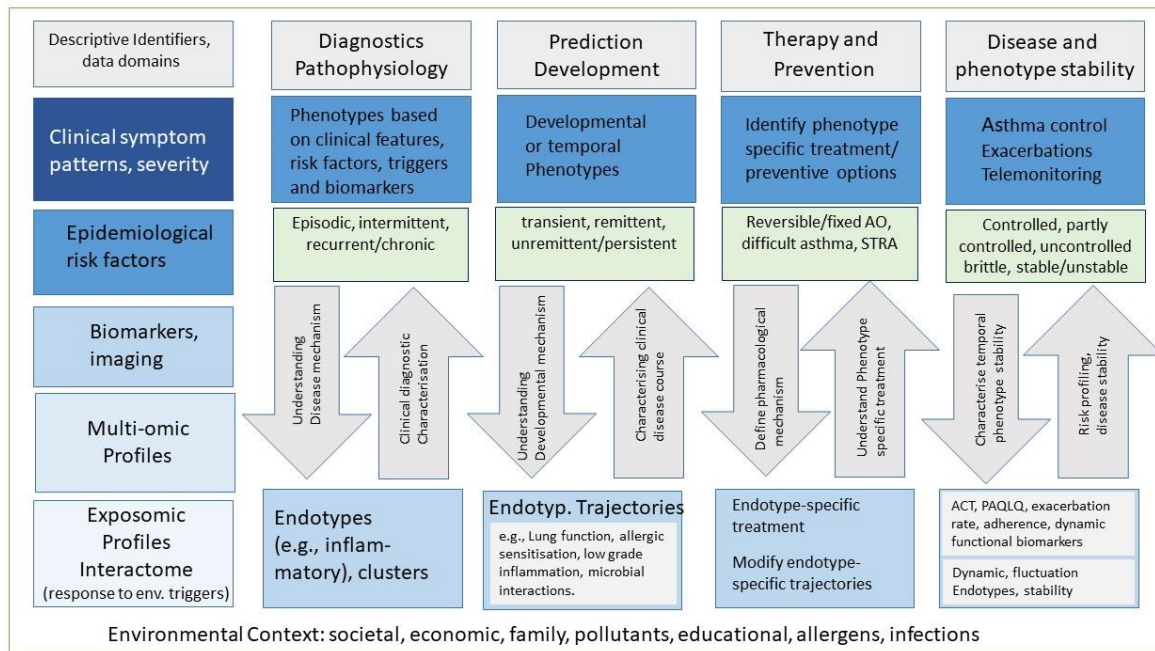 Descriptive Identifiers,
data domains
Diagnostics
Pathophysiology
Prediction
Development
Therapy and
Prevention
Disease and
phenotype stability
Clinical symptom
patterns, severity
Phenotypes based
on clinical features,
risk factors, triggers
and biomarkers
Developmental
or temporal
Phenotypes
Identify phenotype
specific treatment/
preventive options
Asthma control
Exacerbations
Telemonitoring
Epidemiological
risk factors
Episodic, intermittent,
recurrent/chronic
transient, remittent,
unremittent/persistent
Reversible/fixed AO,
difficult asthma, STRA
Controlled, partly
controlled, uncontrolled
brittle, stable/unstable
Biomarkers,
imaging
Multi-omic
Profiles
Understanding
Disease mechanism
Clinical diagnostic
Characterisation
Understanding
Developmental mechanism
Characterising clinical
disease course
Define pharmacological
mechanism
Understand Phenotype
specific treatment
Characterise temporal
phenotype stability
Risk profiling,
disease stability
Exposomic
Profiles
Interactome
(response to env. triggers)
Endotypes
(e.g., inflam-
matory), clusters
Endotyp. Trajectories
e.g., Lung function, allergic
sensitisation, low grade
inflammation, microbial
interactions.
Endotype-specific
treatment
Modify endotype-
specific trajectories
ACT, PAQLQ, exacerbation
rate, adherence, dynamic
functional biomarkers
Dynamic, fluctuation
Endotypes, stability
Environmental Context: societal, economic, family, pollutants, educational, allergens, infections